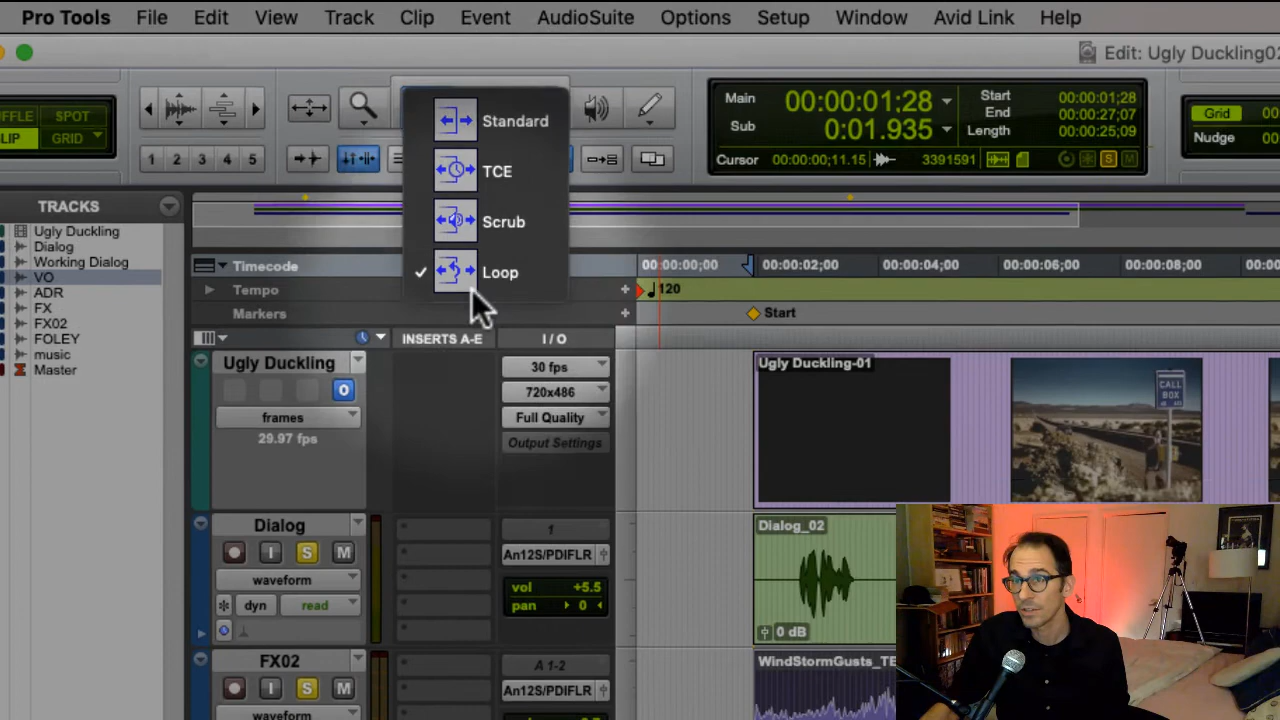 Pro Tools File Edit View Track Clip Event AudioSuite Options Setup Window Avid Link Help
Edit: Ugly Duckling02
SPOT
GRID
1 2 3 4 5
Standard
TCE
Scrub
Loop
Main 00:00:01;28
Sub 0:01.935
Start 00:00:01;28
End 00:00:27;07
Length 00:00:25;09
Cursor 00:00:00;11.15 3391591
S M
Grid
Nudge
TRACKS
Ugly Duckling
Dialog
Working Dialog
VO
ADR
FX
FX02
FOLEY
music
Master
Timecode
Tempo
Markers
00:00:00;00 00:00:02;00 00:00:04;00 00:00:06;00 00:00:08;00
120
Start
INSERTS A-E I / O
Ugly Duckling
O
frames
29.97 fps
30 fps
720x486
Full Quality
Output Settings
Ugly Duckling-01
CALL
BOX
Dialog
I S M
waveform
dyn read
1
An12S/PDIFLR
vol +5.5
pan 0
Dialog_02
0 dB
FX02
I S M
waveform
A 1-2
An12S/PDIFLR
WindStormGusts_TE